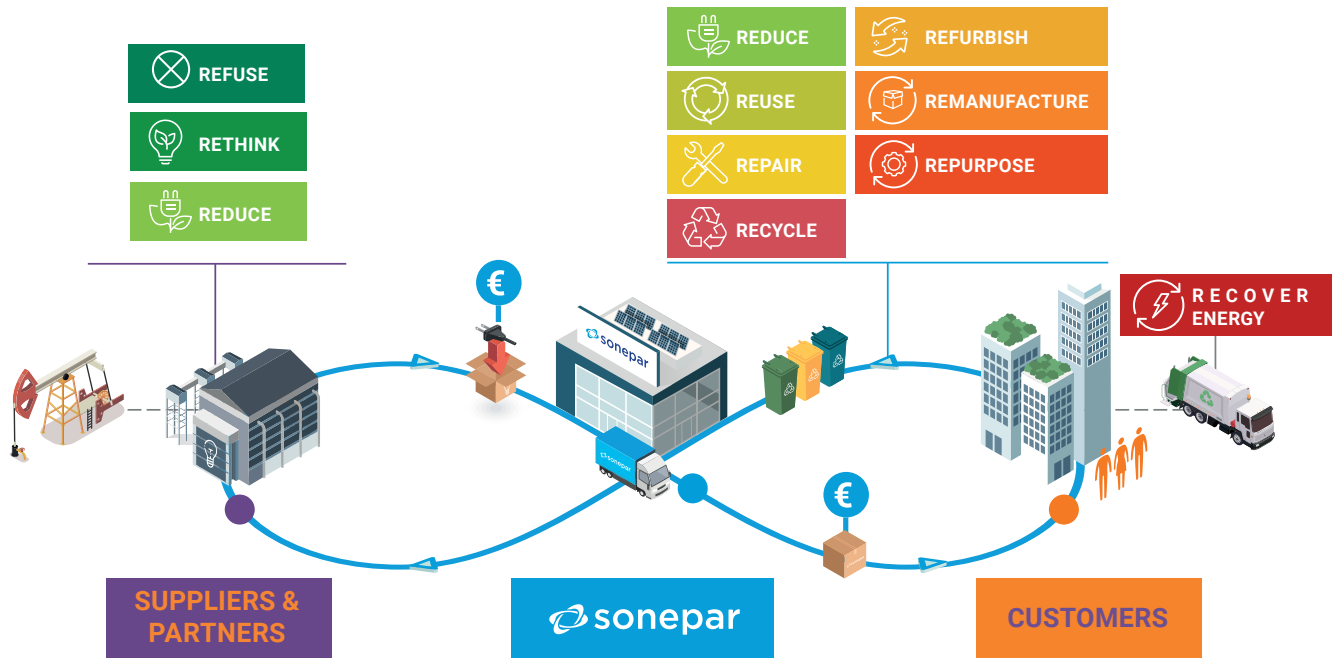 REFUSE
RETHINK
REDUCE
REDUCE
REFURBISH
REUSE
REMANUFACTURE
REPAIR
REPURPOSE
RECYCLE
RECOVER
ENERGY
€
sonepar
sonepar
€
SUPPLIERS &
PARTNERS
sonepar
CUSTOMERS